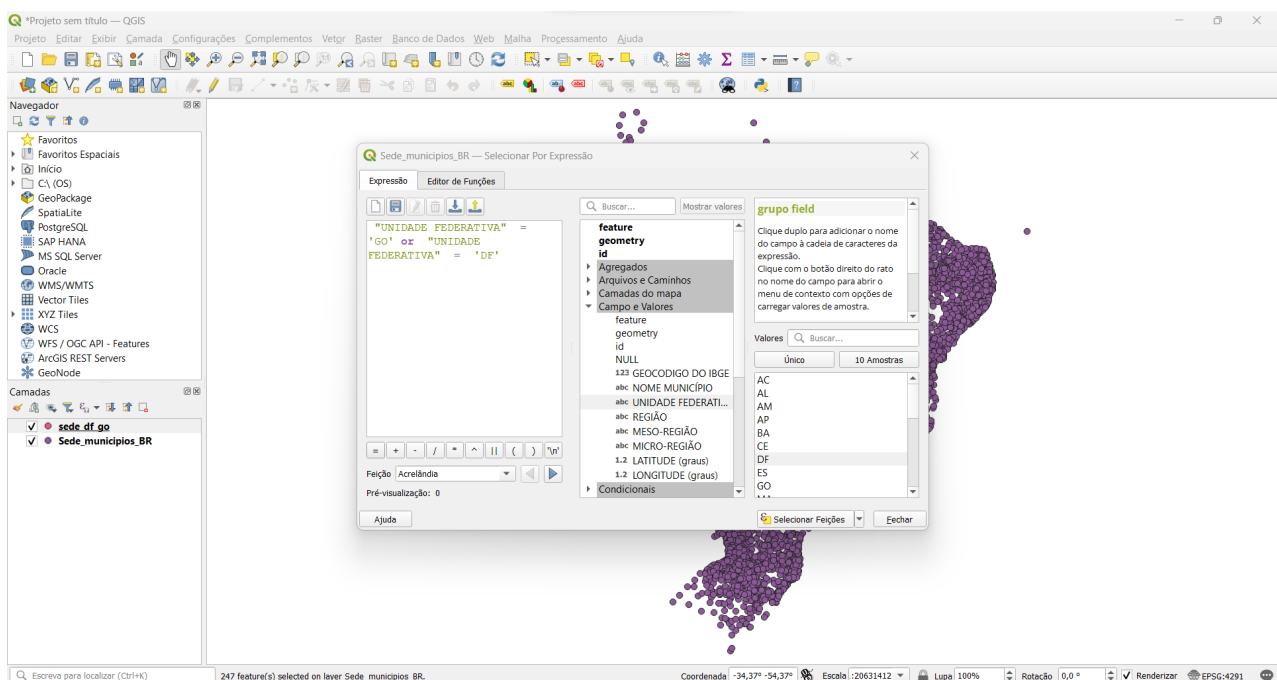 *Projeto sem título — QGIS
Projeto Editar Exibir Camada Configurações Complementos Vetor Raster Banco de Dados Web Malha Processamento Ajuda
Navegador
Favoritos
Favoritos Espaciais
Início
C:\ (OS)
GeoPackage
SpatiaLite
PostgreSQL
SAP HANA
MS SQL Server
Oracle
WMS/WMTS
Vector Tiles
XYZ Tiles
WCS
WFS / OGC API - Features
ArcGIS REST Servers
GeoNode
Camadas
sede_df_go
Sede_municipios_BR
Sede_municipios_BR — Selecionar Por Expressão
Expressão Editor de Funções
"UNIDADE FEDERATIVA" =
'GO' or "UNIDADE
FEDERATIVA" = 'DF'
= + - / * ^ || ( ) '\n'
Feição Acrelândia
Pré-visualização: 0
Ajuda
Buscar... Mostrar valores
feature
geometry
id
Agregados
Arquivos e Caminhos
Camadas do mapa
Campo e Valores
feature
geometry
id
NULL
123 GEOCODIGO DO IBGE
abc NOME MUNICÍPIO
abc UNIDADE FEDERATI...
abc REGIÃO
abc MESO-REGIÃO
abc MICRO-REGIÃO
1.2 LATITUDE (graus)
1.2 LONGITUDE (graus)
Condicionais
grupo field
Clique duplo para adicionar o nome
do campo à cadeia de caracteres da
expressão.
Clique com o botão direito do rato
no nome do campo para abrir o
menu de contexto com opções de
carregar valores de amostra.
Valores Buscar...
Único 10 Amostras
AC
AL
AM
AP
BA
CE
DF
ES
GO
Selecionar Feições Fechar
Escreva para localizar (Ctrl+K) 247 feature(s) selected on layer Sede_municipios_BR. Coordenada -34,37° -54,37° Escala :20631412 Lupa 100% Rotação 0,0 ° Renderizar EPSG:4291